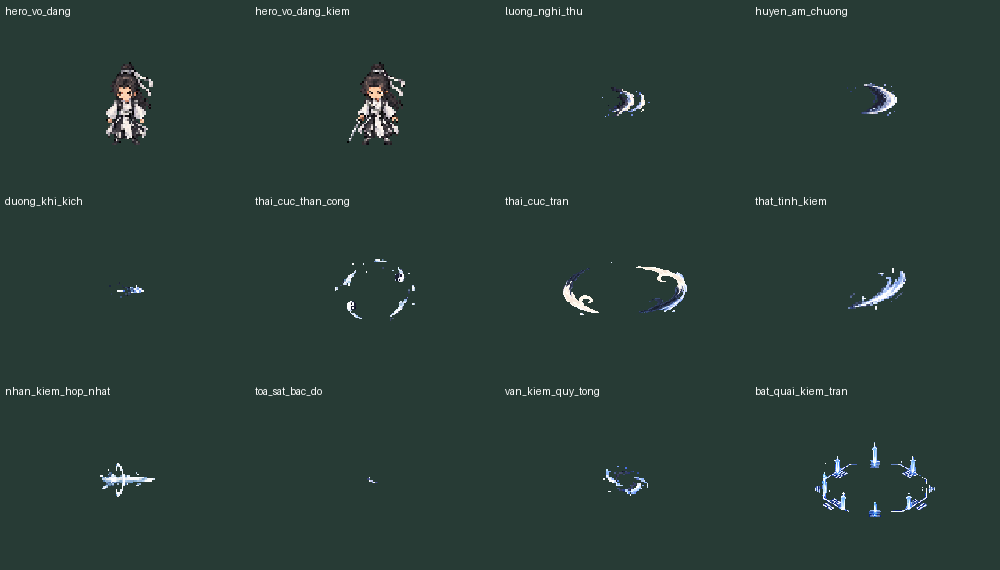 hero_vo_dang
hero_vo_dang_kiem
luong_nghi_thu
huyen_am_chuong
duong_khi_kich
thai_cuc_than_cong
thai_cuc_tran
that_tinh_kiem
nhan_kiem_hop_nhat
toa_sat_bac_do
van_kiem_quy_tong
bat_quai_kiem_tran